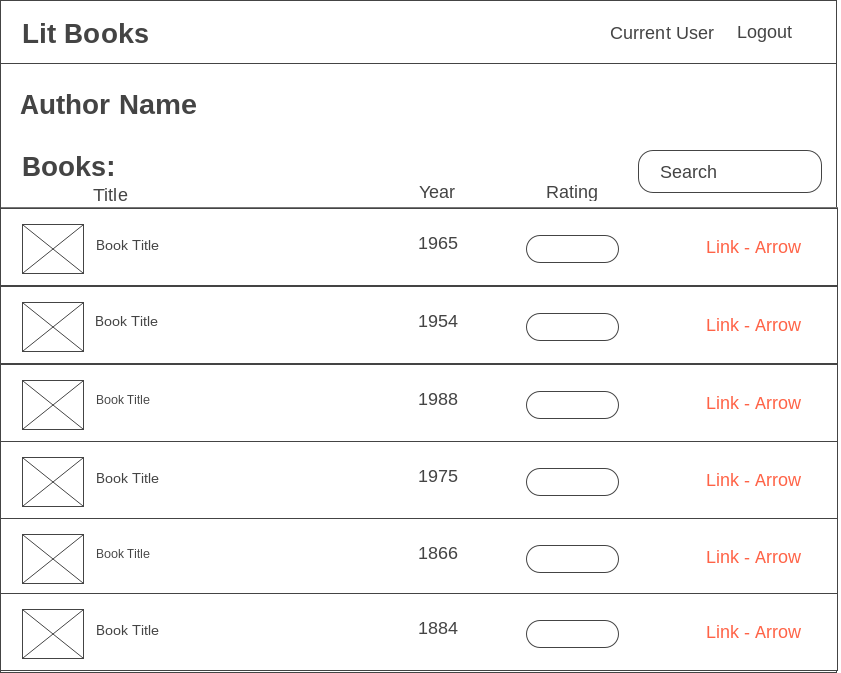 Lit Books
Current User Logout
Author Name
Books:
Search
Title Year Rating
Book Title 1965 Link - Arrow
Book Title 1954 Link - Arrow
Book Title 1988 Link - Arrow
Book Title 1975 Link - Arrow
Book Title 1866 Link - Arrow
Book Title 1884 Link - Arrow